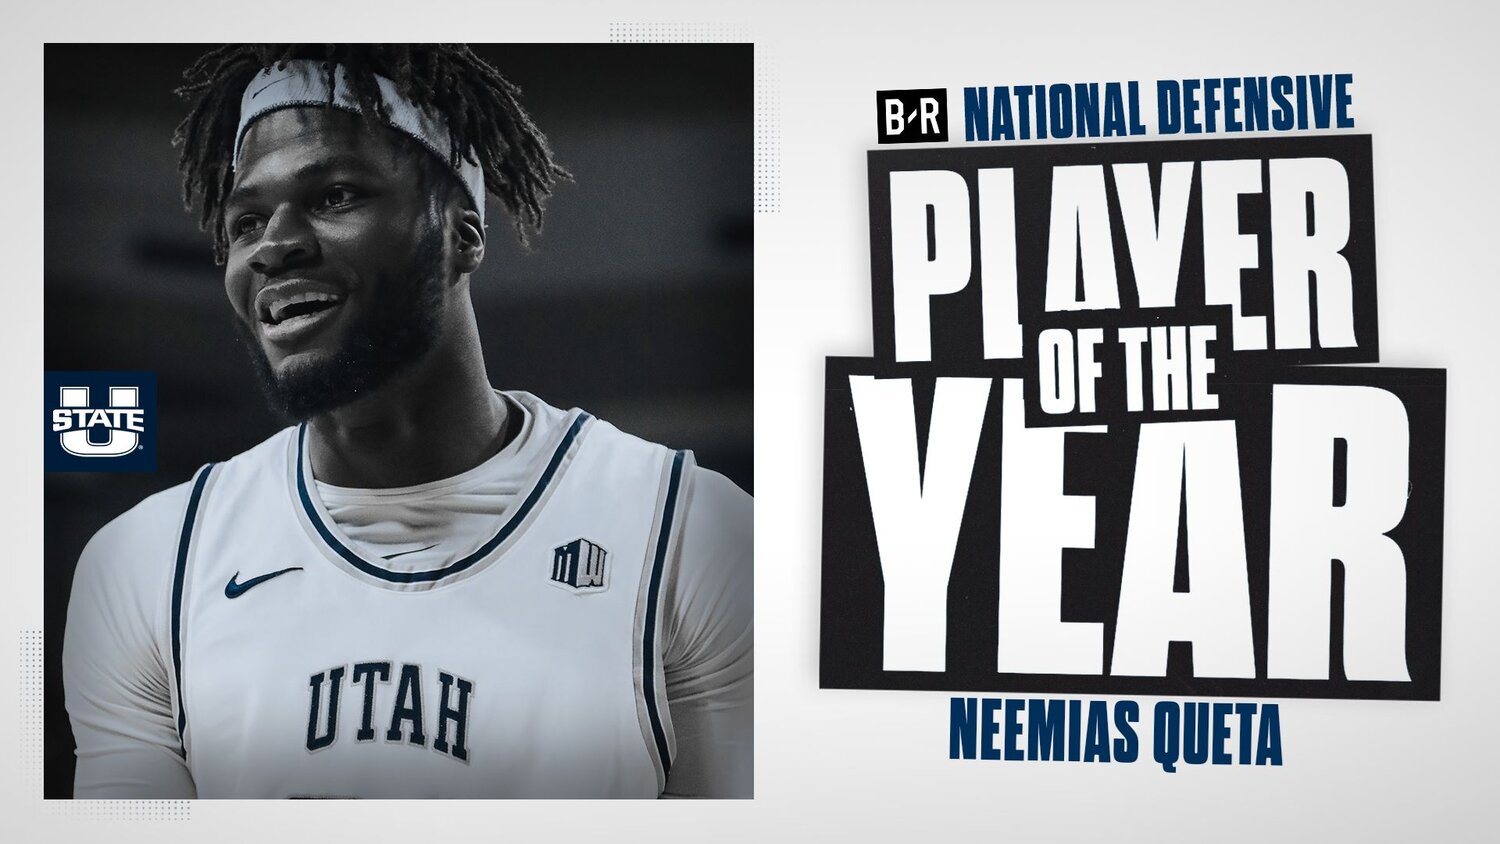 B/R NATIONAL DEFENSIVE
PLAYER
OF THE
YEAR
NEEMIAS QUETA
U
STATE
MW
UTAH